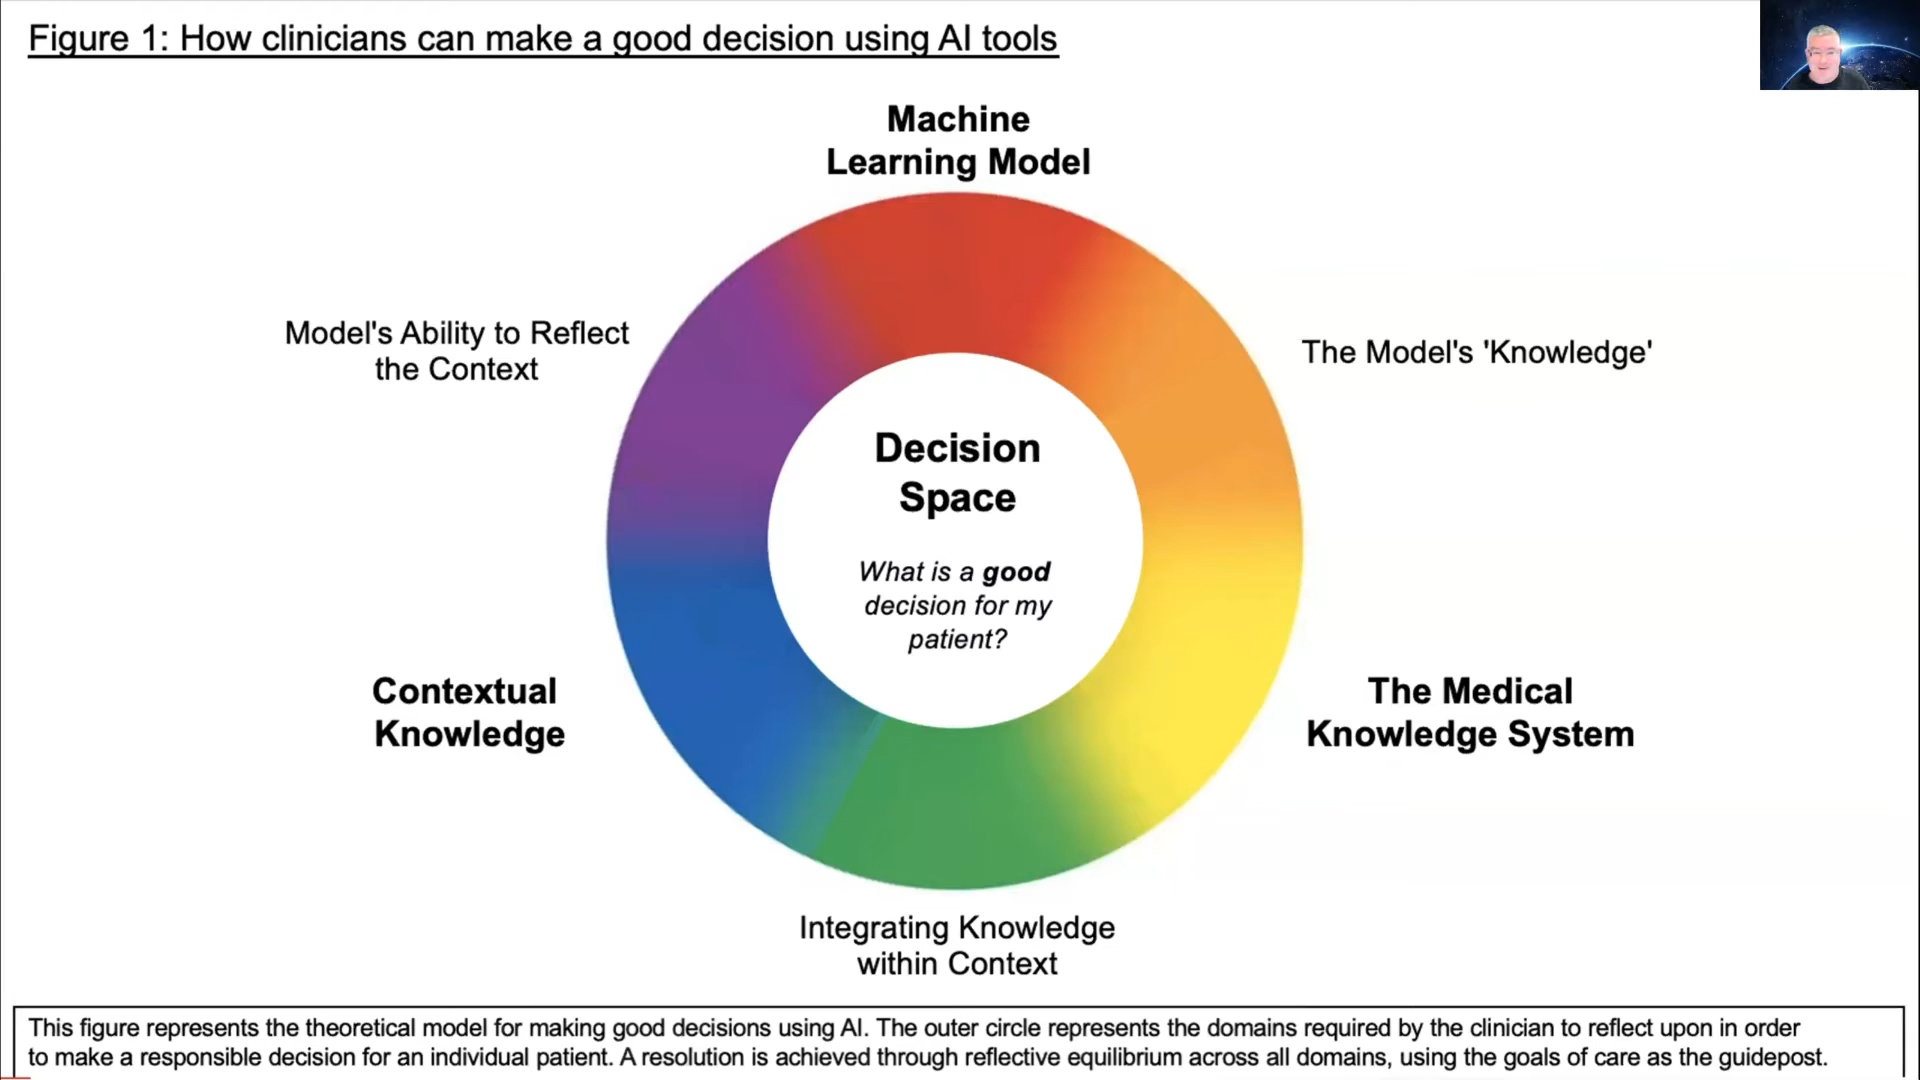 Figure 1: How clinicians can make a good decision using AI tools
Machine
Learning Model
Model's Ability to Reflect
the Context
The Model's 'Knowledge'
Decision
Space
What is a good
decision for my
patient?
Contextual
Knowledge
The Medical
Knowledge System
Integrating Knowledge
within Context
This figure represents the theoretical model for making good decisions using AI. The outer circle represents the domains required by the clinician to reflect upon in order
to make a responsible decision for an individual patient. A resolution is achieved through reflective equilibrium across all domains, using the goals of care as the guidepost.